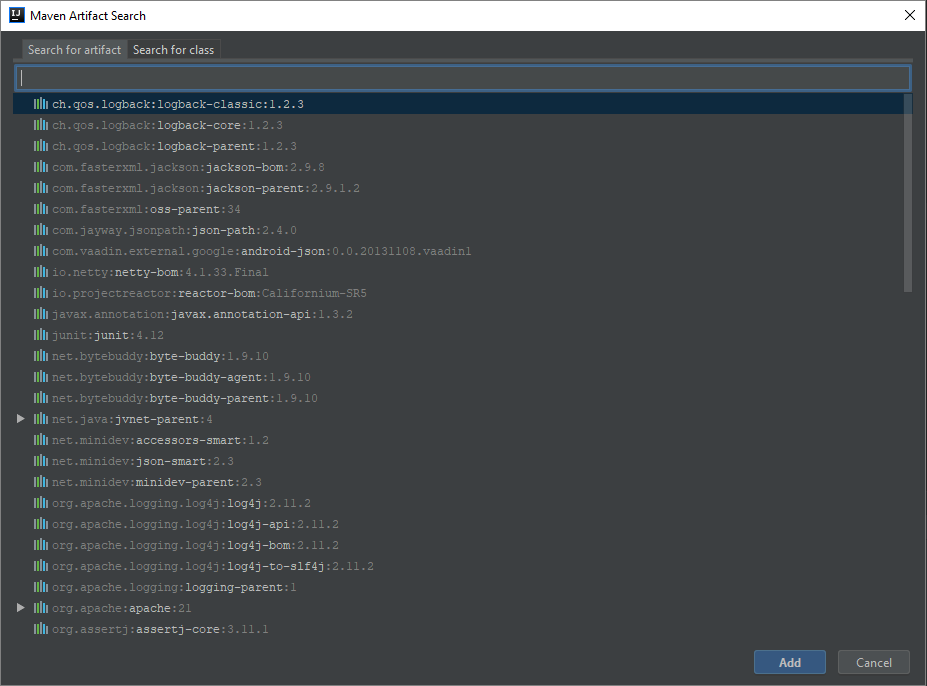 IJ Maven Artifact Search
Search for artifact Search for class
ch.qos.logback:logback-classic:1.2.3
ch.qos.logback:logback-core:1.2.3
ch.qos.logback:logback-parent:1.2.3
com.fasterxml.jackson:jackson-bom:2.9.8
com.fasterxml.jackson:jackson-parent:2.9.1.2
com.fasterxml:oss-parent:34
com.jayway.jsonpath:json-path:2.4.0
com.vaadin.external.google:android-json:0.0.20131108.vaadin1
io.netty:netty-bom:4.1.33.Final
io.projectreactor:reactor-bom:Californium-SR5
javax.annotation:javax.annotation-api:1.3.2
junit:junit:4.12
net.bytebuddy:byte-buddy:1.9.10
net.bytebuddy:byte-buddy-agent:1.9.10
net.bytebuddy:byte-buddy-parent:1.9.10
net.java:jvnet-parent:4
net.minidev:accessors-smart:1.2
net.minidev:json-smart:2.3
net.minidev:minidev-parent:2.3
org.apache.logging.log4j:log4j:2.11.2
org.apache.logging.log4j:log4j-api:2.11.2
org.apache.logging.log4j:log4j-bom:2.11.2
org.apache.logging.log4j:log4j-to-slf4j:2.11.2
org.apache.logging:logging-parent:1
org.apache:apache:21
org.assertj:assertj-core:3.11.1
Add Cancel